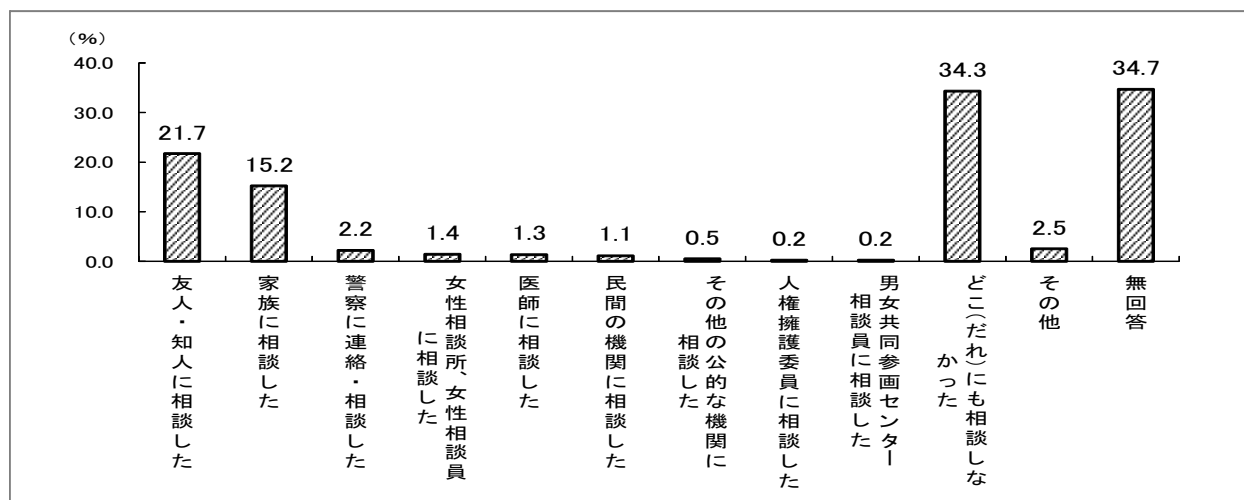 (%)
40.0
30.0
20.0
10.0
0.0
21.7
15.2
2.2
1.4
1.3
1.1
0.5
0.2
0.2
34.3
2.5
34.7
友人・知人に相談した
家族に相談した
警察に連絡・相談した
女性相談所、女性相談員
に相談した
医師に相談した
民間の機関に相談した
その他の公的な機関に
相談した
人権擁護委員に相談した
男女共同参画センター
相談員に相談した
どこ(だれ)にも相談しな
かった
その他
無回答